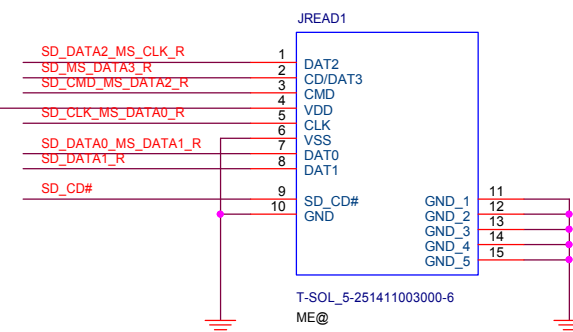 JREAD1
SD_DATA2_MS_CLK_R 1 DAT2
SD_MS_DATA3_R 2 CD/DAT3
SD_CMD_MS_DATA2_R 3 CMD
4 VDD
SD_CLK_MS_DATA0_R 5 CLK
6 VSS
SD_DATA0_MS_DATA1_R 7 DAT0
SD_DATA1_R 8 DAT1
SD_CD# 9 SD_CD# GND_1 11
10 GND GND_2 12
GND_3 13
GND_4 14
GND_5 15
T-SOL_5-251411003000-6
ME@